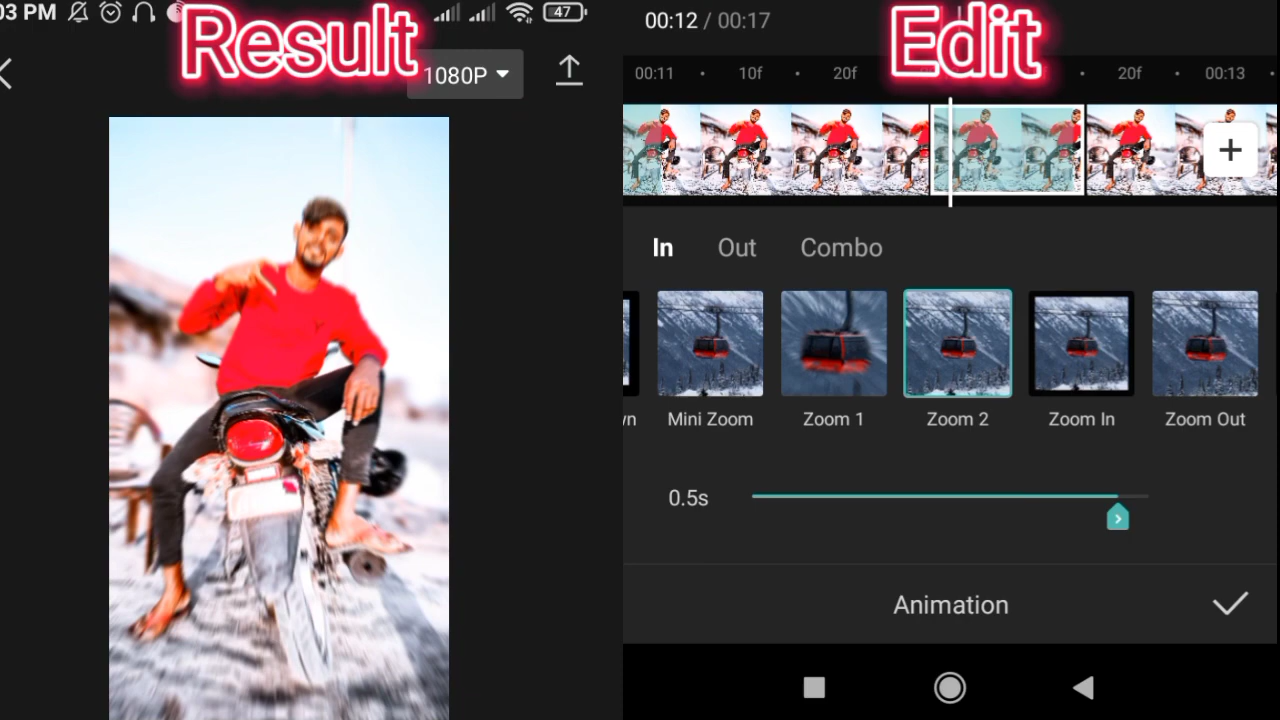 03 PM
47
Result
1080P
Edit
00:12 / 00:17
00:11 10f 20f 20f 00:13
In Out Combo
wn Mini Zoom Zoom 1 Zoom 2 Zoom In Zoom Out
0.5s
Animation